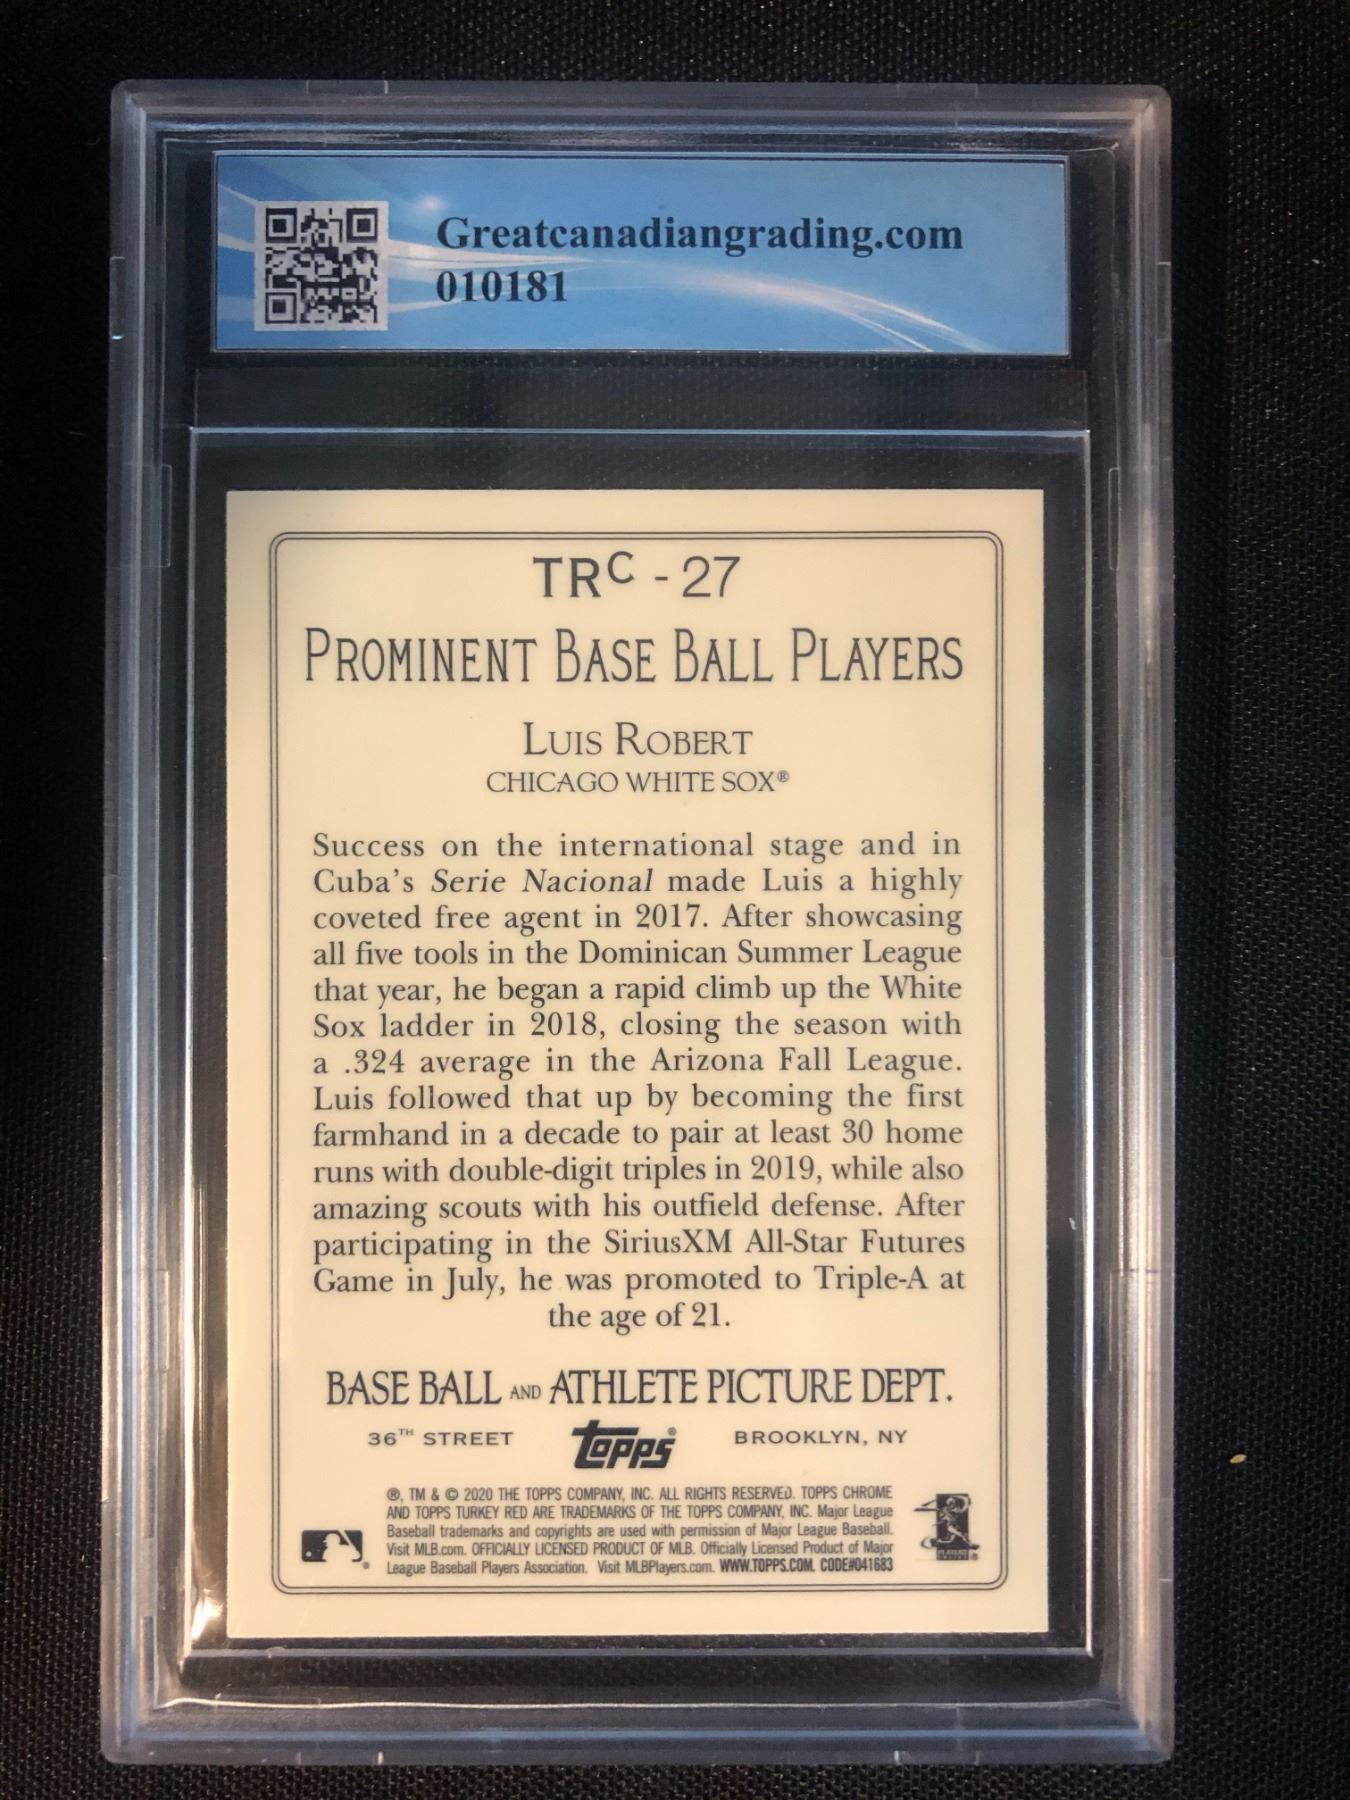 Greatcanadiangrading.com
010181
TRC - 27
PROMINENT BASE BALL PLAYERS
LUIS ROBERT
CHICAGO WHITE SOX®
Success on the international stage and in
Cuba's Serie Nacional made Luis a highly
coveted free agent in 2017. After showcasing
all five tools in the Dominican Summer League
that year, he began a rapid climb up the White
Sox ladder in 2018, closing the season with
a .324 average in the Arizona Fall League.
Luis followed that up by becoming the first
farmhand in a decade to pair at least 30 home
runs with double-digit triples in 2019, while also
amazing scouts with his outfield defense. After
participating in the SiriusXM All-Star Futures
Game in July, he was promoted to Triple-A at
the age of 21.
BASE BALL AND ATHLETE PICTURE DEPT.
36TH STREET topps BROOKLYN, NY
®, TM & © 2020 THE TOPPS COMPANY, INC. ALL RIGHTS RESERVED. TOPPS CHROME
AND TOPPS TURKEY RED ARE TRADEMARKS OF THE TOPPS COMPANY, INC. Major League
Baseball trademarks and copyrights are used with permission of Major League Baseball.
Visit MLB.com. OFFICIALLY LICENSED PRODUCT OF MLB. Officially Licensed Product of Major
League Baseball Players Association. Visit MLBPlayers.com. WWW.TOPPS.COM. CODE#041683